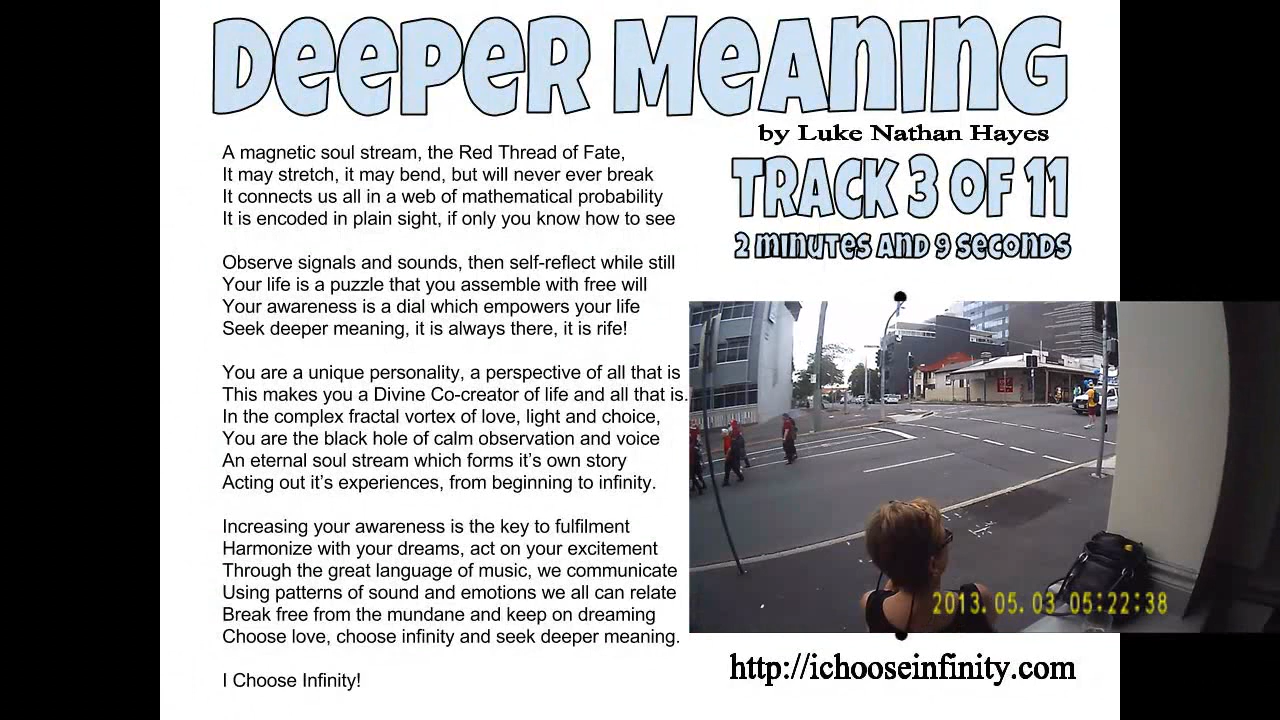 Deeper Meaning
by Luke Nathan Hayes
Track 3 of 11
2 minutes and 9 seconds
A magnetic soul stream, the Red Thread of Fate,
It may stretch, it may bend, but will never ever break
It connects us all in a web of mathematical probability
It is encoded in plain sight, if only you know how to see
Observe signals and sounds, then self-reflect while still
Your life is a puzzle that you assemble with free will
Your awareness is a dial which empowers your life
Seek deeper meaning, it is always there, it is rife!
You are a unique personality, a perspective of all that is
This makes you a Divine Co-creator of life and all that is.
In the complex fractal vortex of love, light and choice,
You are the black hole of calm observation and voice
An eternal soul stream which forms it's own story
Acting out it's experiences, from beginning to infinity.
Increasing your awareness is the key to fulfilment
Harmonize with your dreams, act on your excitement
Through the great language of music, we communicate
Using patterns of sound and emotions we all can relate
Break free from the mundane and keep on dreaming
Choose love, choose infinity and seek deeper meaning.
I Choose Infinity!
2013.05.03 05:22:38
http://ichooseinfinity.com